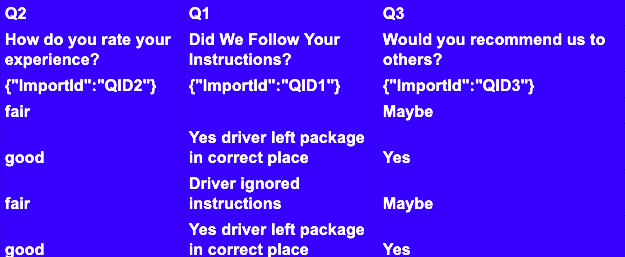 Q2 Q1 Q3
How do you rate your experience? Did We Follow Your Instructions? Would you recommend us to others?
{"ImportId":"QID2"} {"ImportId":"QID1"} {"ImportId":"QID3"}
fair Maybe
good Yes driver left package in correct place Yes
fair Driver ignored instructions Maybe
good Yes driver left package in correct place Yes